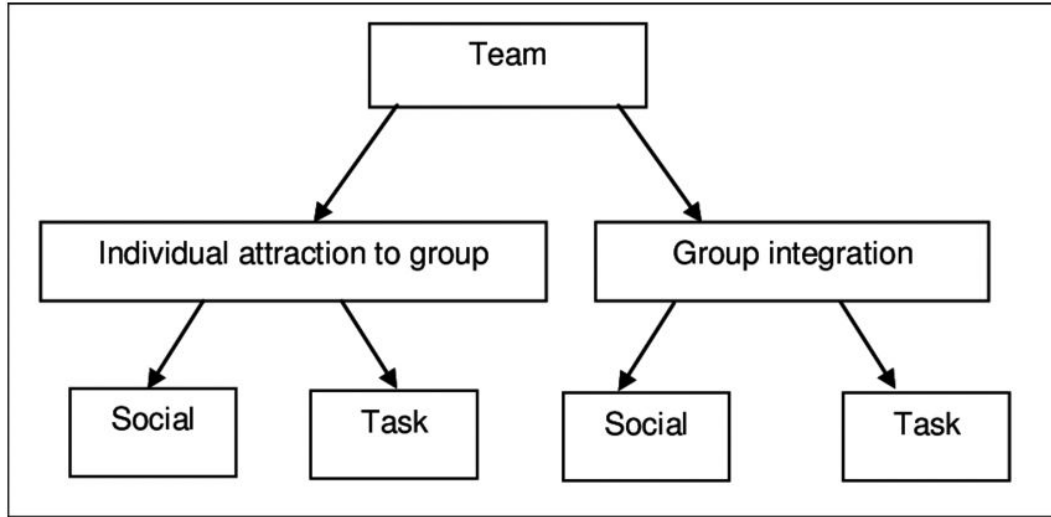 Team
Individual attraction to group
Group integration
Social
Task
Social
Task